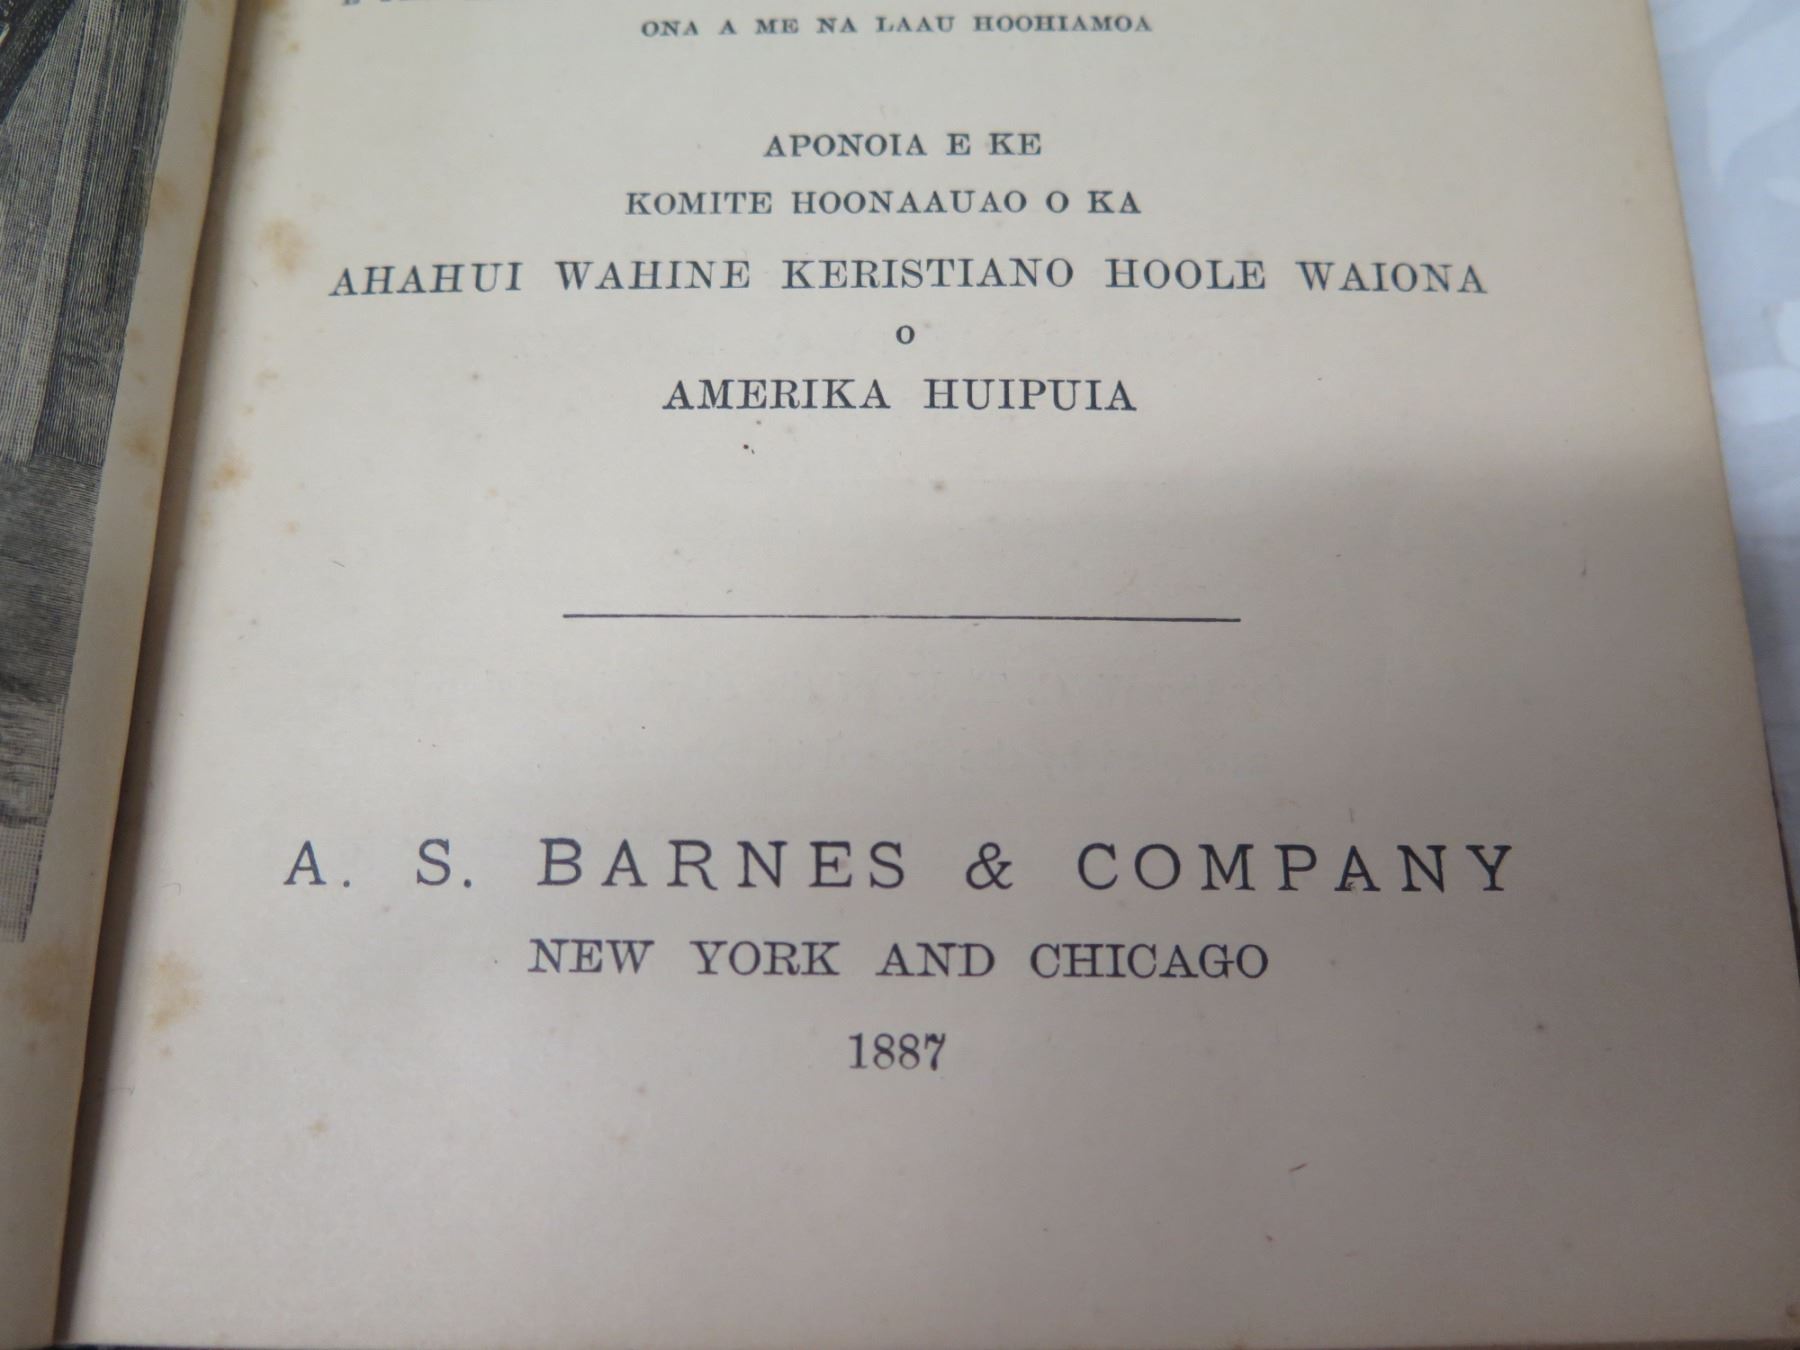 ONA A ME NA LAAU HOOHIAMOA
APONOIA E KE
KOMITE HOONAAUAO O KA
AHAHUI WAHINE KERISTIANO HOOLE WAIONA
O
AMERIKA HUIPUIA
A. S. BARNES & COMPANY
NEW YORK AND CHICAGO
1887